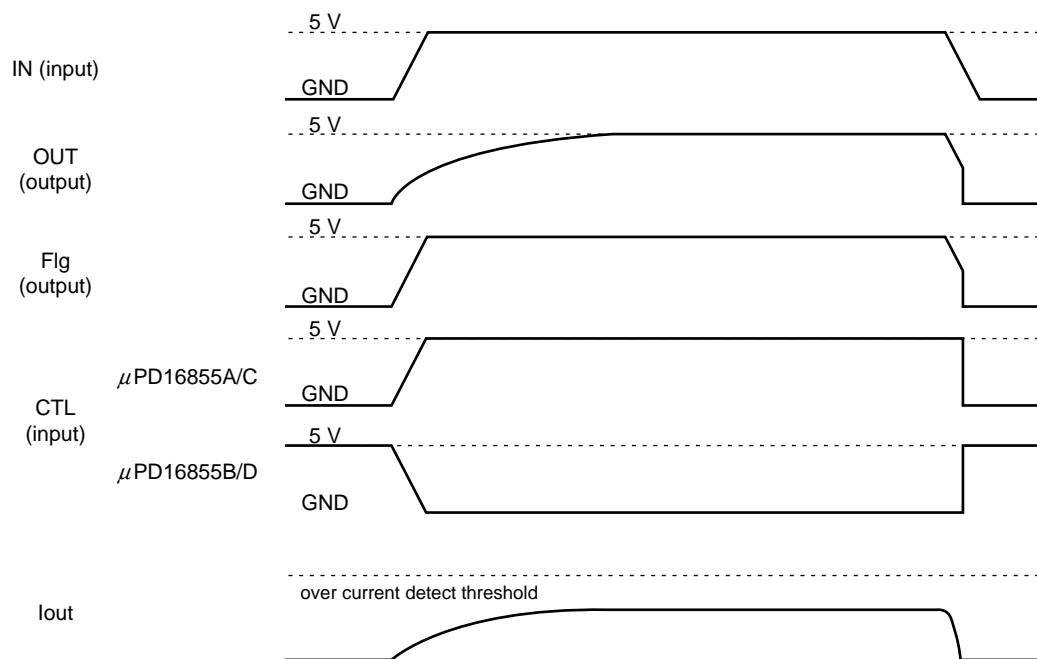 5 V
IN (input)
GND
5 V
OUT
(output)
GND
5 V
Flg
(output)
GND
5 V
μPD16855A/C
GND
CTL
(input)
5 V
μPD16855B/D
GND
over current detect threshold
Iout